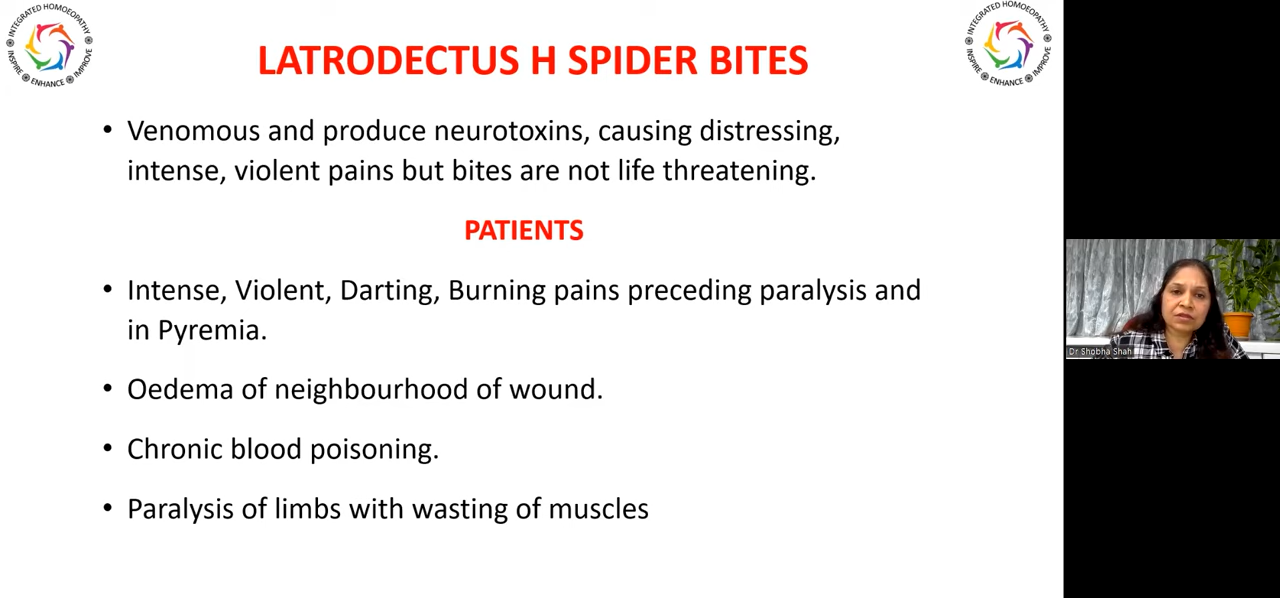 INTEGRATED HOMOEOPATHY
INSPIRE ENHANCE IMPROVE
LATRODECTUS H SPIDER BITES
INTEGRATED HOMOEOPATHY
INSPIRE ENHANCE IMPROVE
• Venomous and produce neurotoxins, causing distressing,
intense, violent pains but bites are not life threatening.
PATIENTS
• Intense, Violent, Darting, Burning pains preceding paralysis and
in Pyremia.
• Oedema of neighbourhood of wound.
• Chronic blood poisoning.
• Paralysis of limbs with wasting of muscles
Dr Shobha Shah